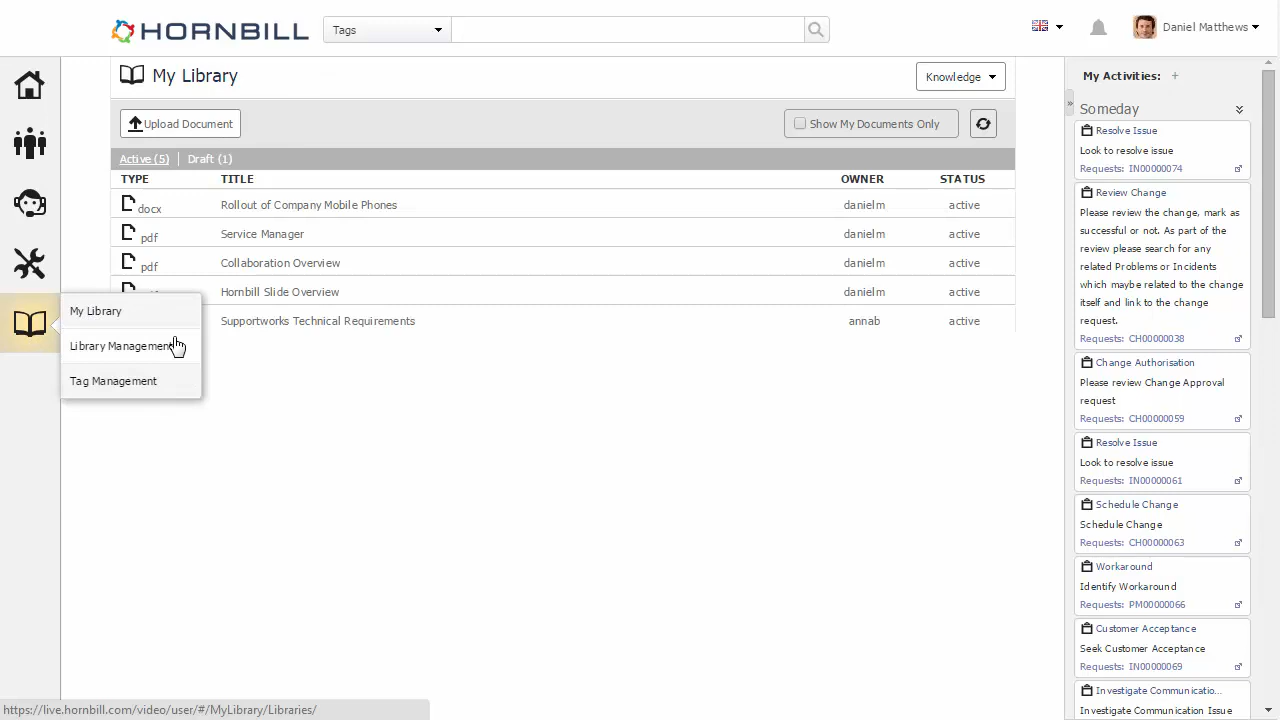 HORNBILL
Tags
Daniel Matthews
My Library
Knowledge
Upload Document
Show My Documents Only
Active (5) | Draft (1)
TYPE TITLE OWNER STATUS
docx Rollout of Company Mobile Phones danielm active
pdf Service Manager danielm active
pdf Collaboration Overview danielm active
Hornbill Slide Overview danielm active
Supportworks Technical Requirements annab active
My Library
Library Management
Tag Management
My Activities: +
Someday
Resolve Issue
Look to resolve issue
Requests: IN00000074
Review Change
Please review the change, mark as
successful or not. As part of the
review please search for any
related Problems or Incidents
which maybe related to the change
itself and link to the change
request.
Requests: CH00000038
Change Authorisation
Please review Change Approval
request
Requests: CH00000059
Resolve Issue
Look to resolve issue
Requests: IN00000061
Schedule Change
Schedule Change
Requests: CH00000063
Workaround
Identify Workaround
Requests: PM00000066
Customer Acceptance
Seek Customer Acceptance
Requests: IN00000069
Investigate Communicatio...
Investigate Communication Issue
https://live.hornbill.com/video/user/#/MyLibrary/Libraries/